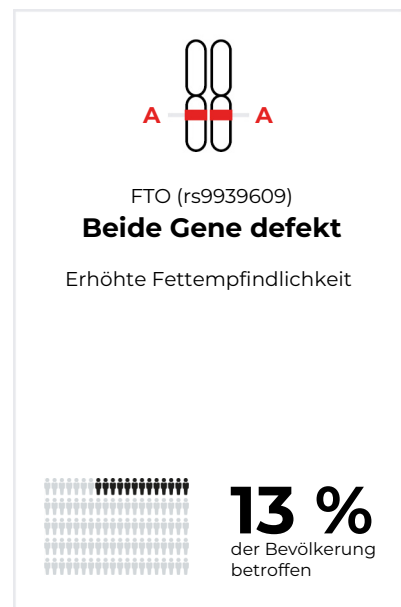 A A
FTO (rs9939609)
Beide Gene defekt
Erhöhte Fettempfindlichkeit
13 %
der Bevölkerung
betroffen